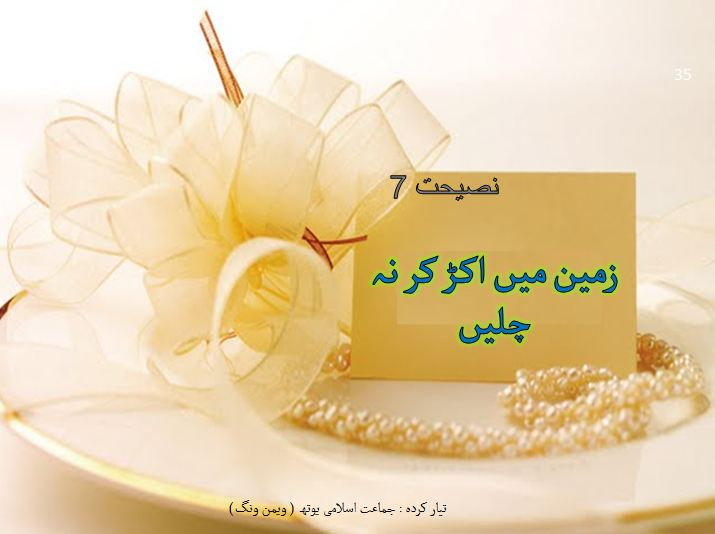 35
نصیحت 7
زمین میں اکڑ کر نہ
چلیں
تیار کردہ : جماعت اسلامی یوتھ ( ویمن ونگ)